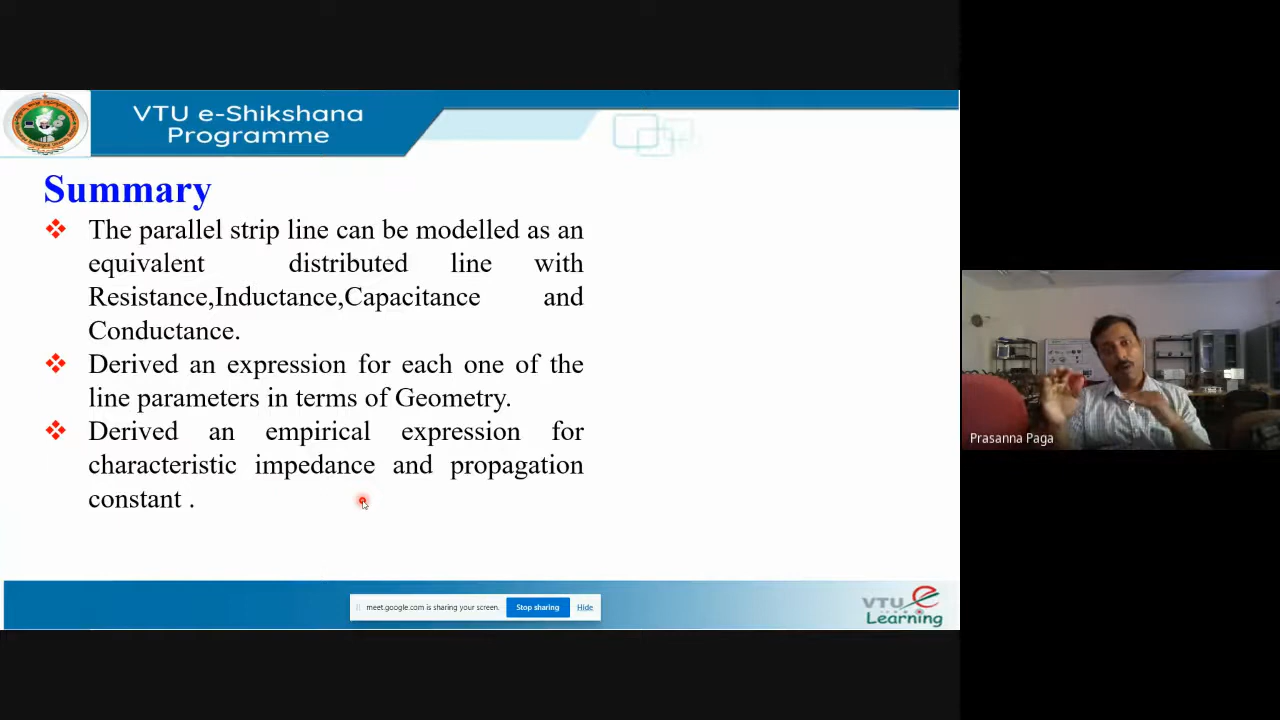 VTU e-Shikshana
Programme
Summary
The parallel strip line can be modelled as an
equivalent distributed line with
Resistance,Inductance,Capacitance and
Conductance.
Derived an expression for each one of the
line parameters in terms of Geometry.
Derived an empirical expression for
characteristic impedance and propagation
constant .
Prasanna Paga
meet.google.com is sharing your screen.
Stop sharing
Hide
VTU e
Learning